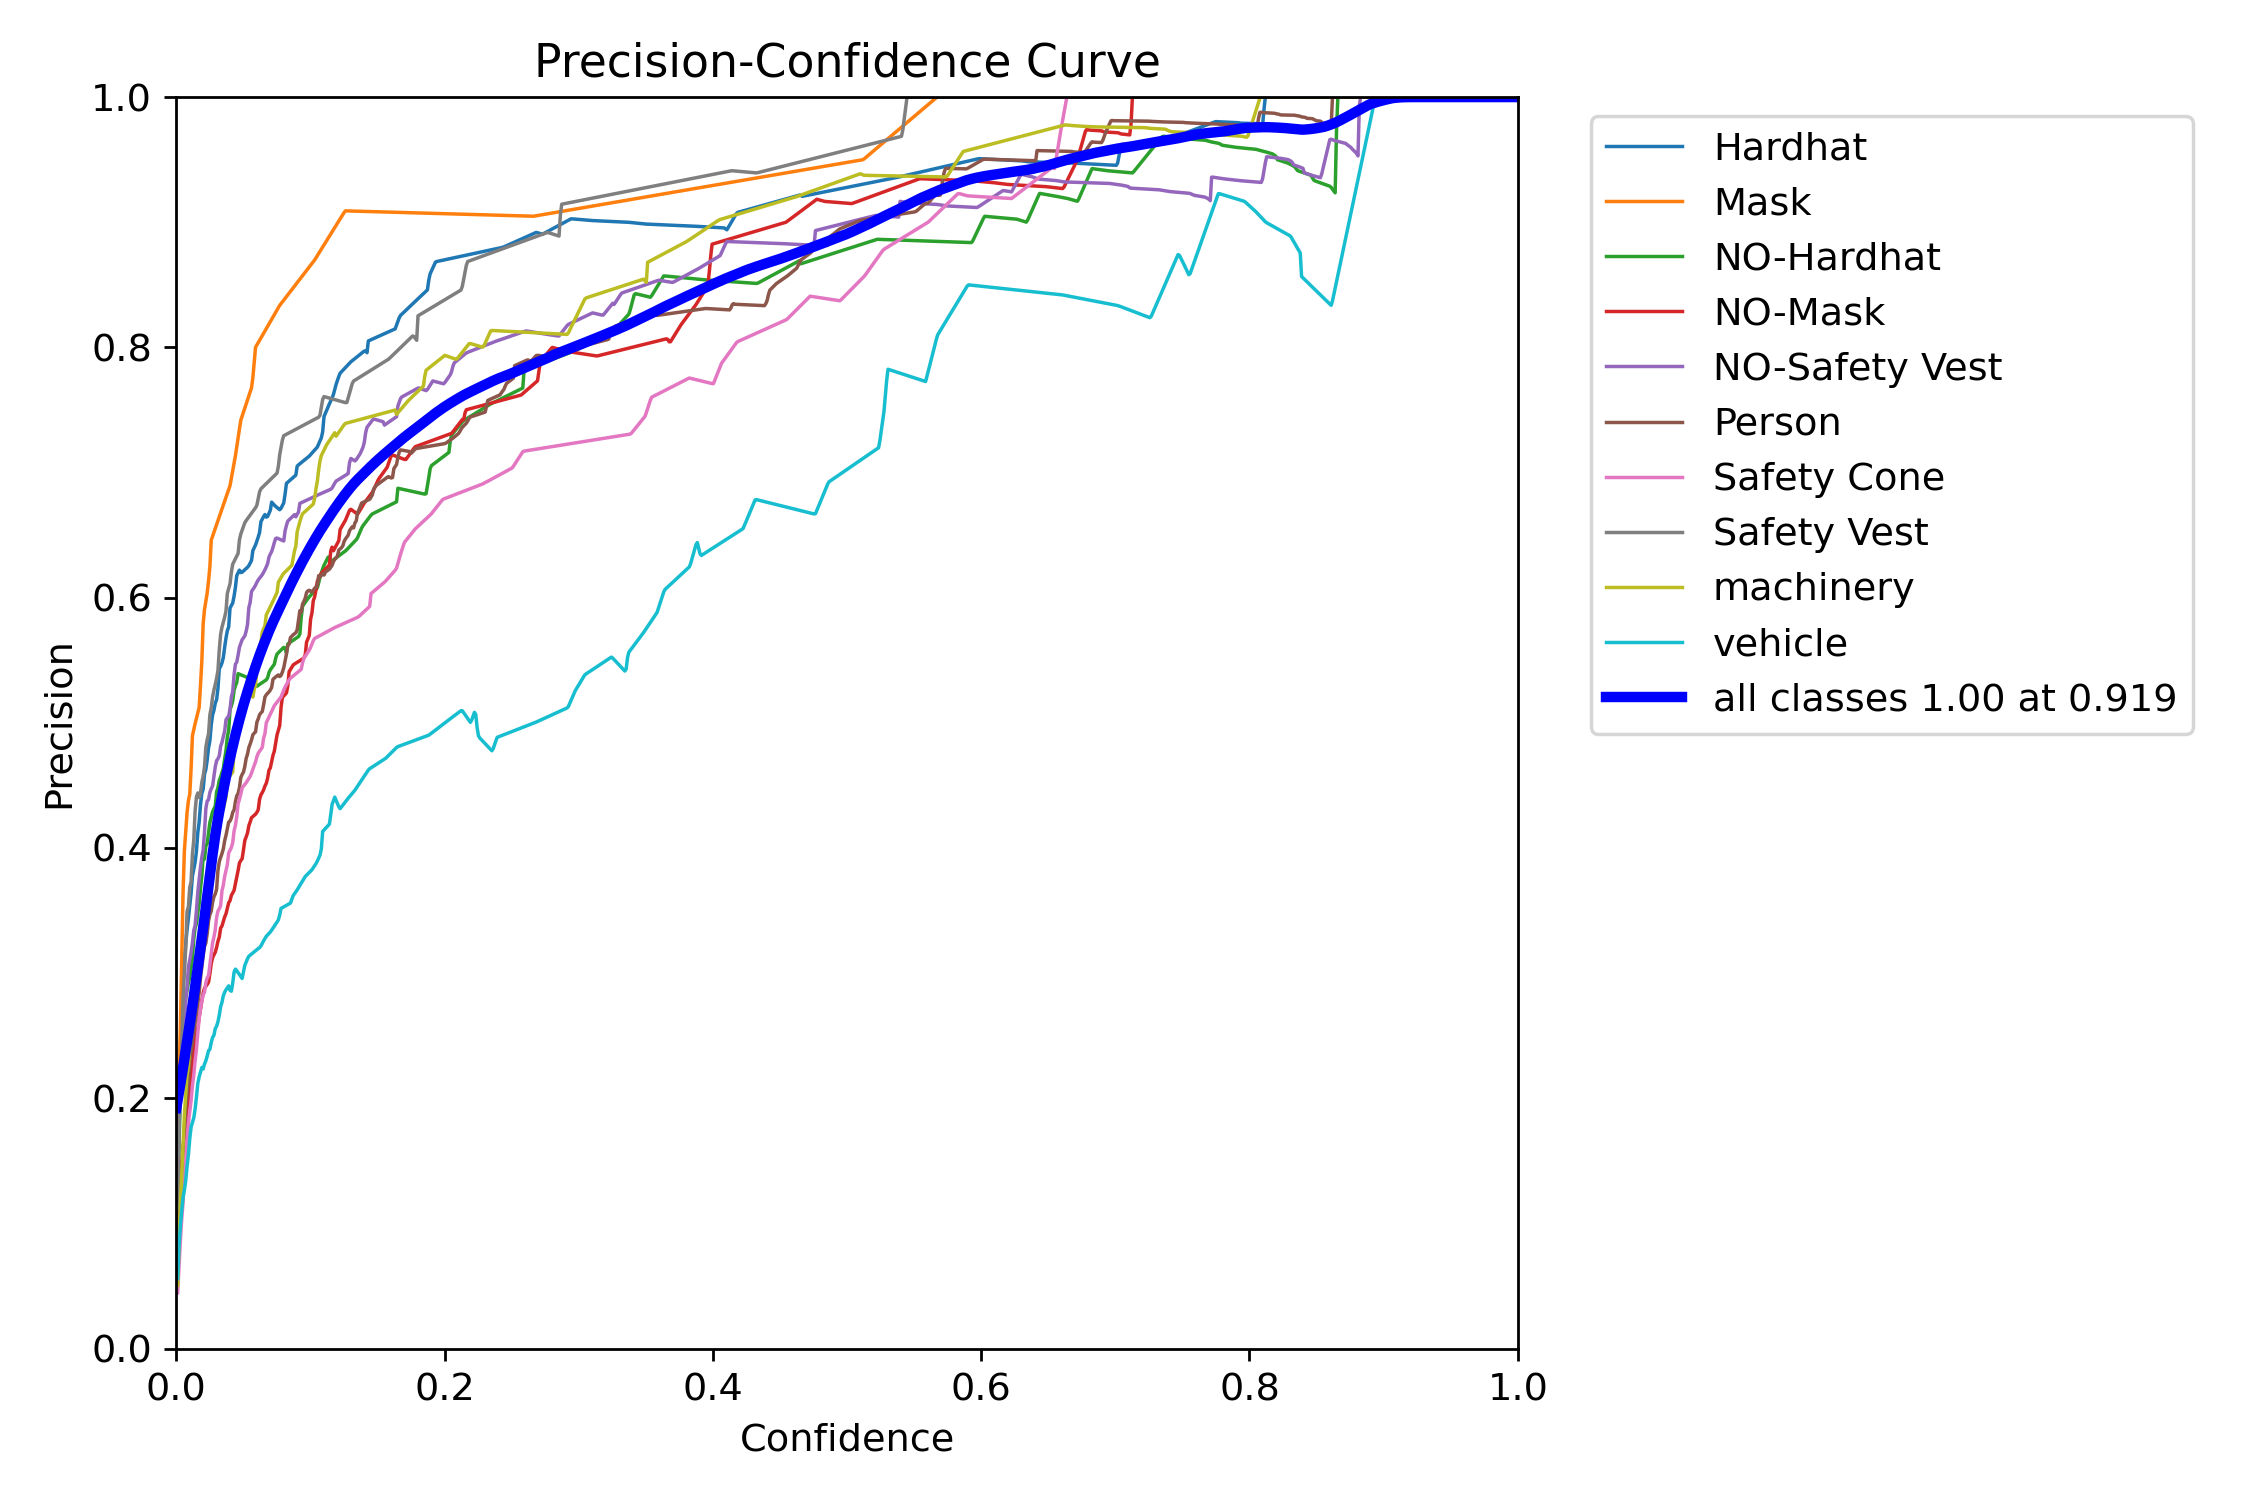 Precision-Confidence Curve
1.0
0.8
0.6
0.4
0.2
0.0
Precision
0.0 0.2 0.4 0.6 0.8 1.0
Confidence
Hardhat
Mask
NO-Hardhat
NO-Mask
NO-Safety Vest
Person
Safety Cone
Safety Vest
machinery
vehicle
all classes 1.00 at 0.919